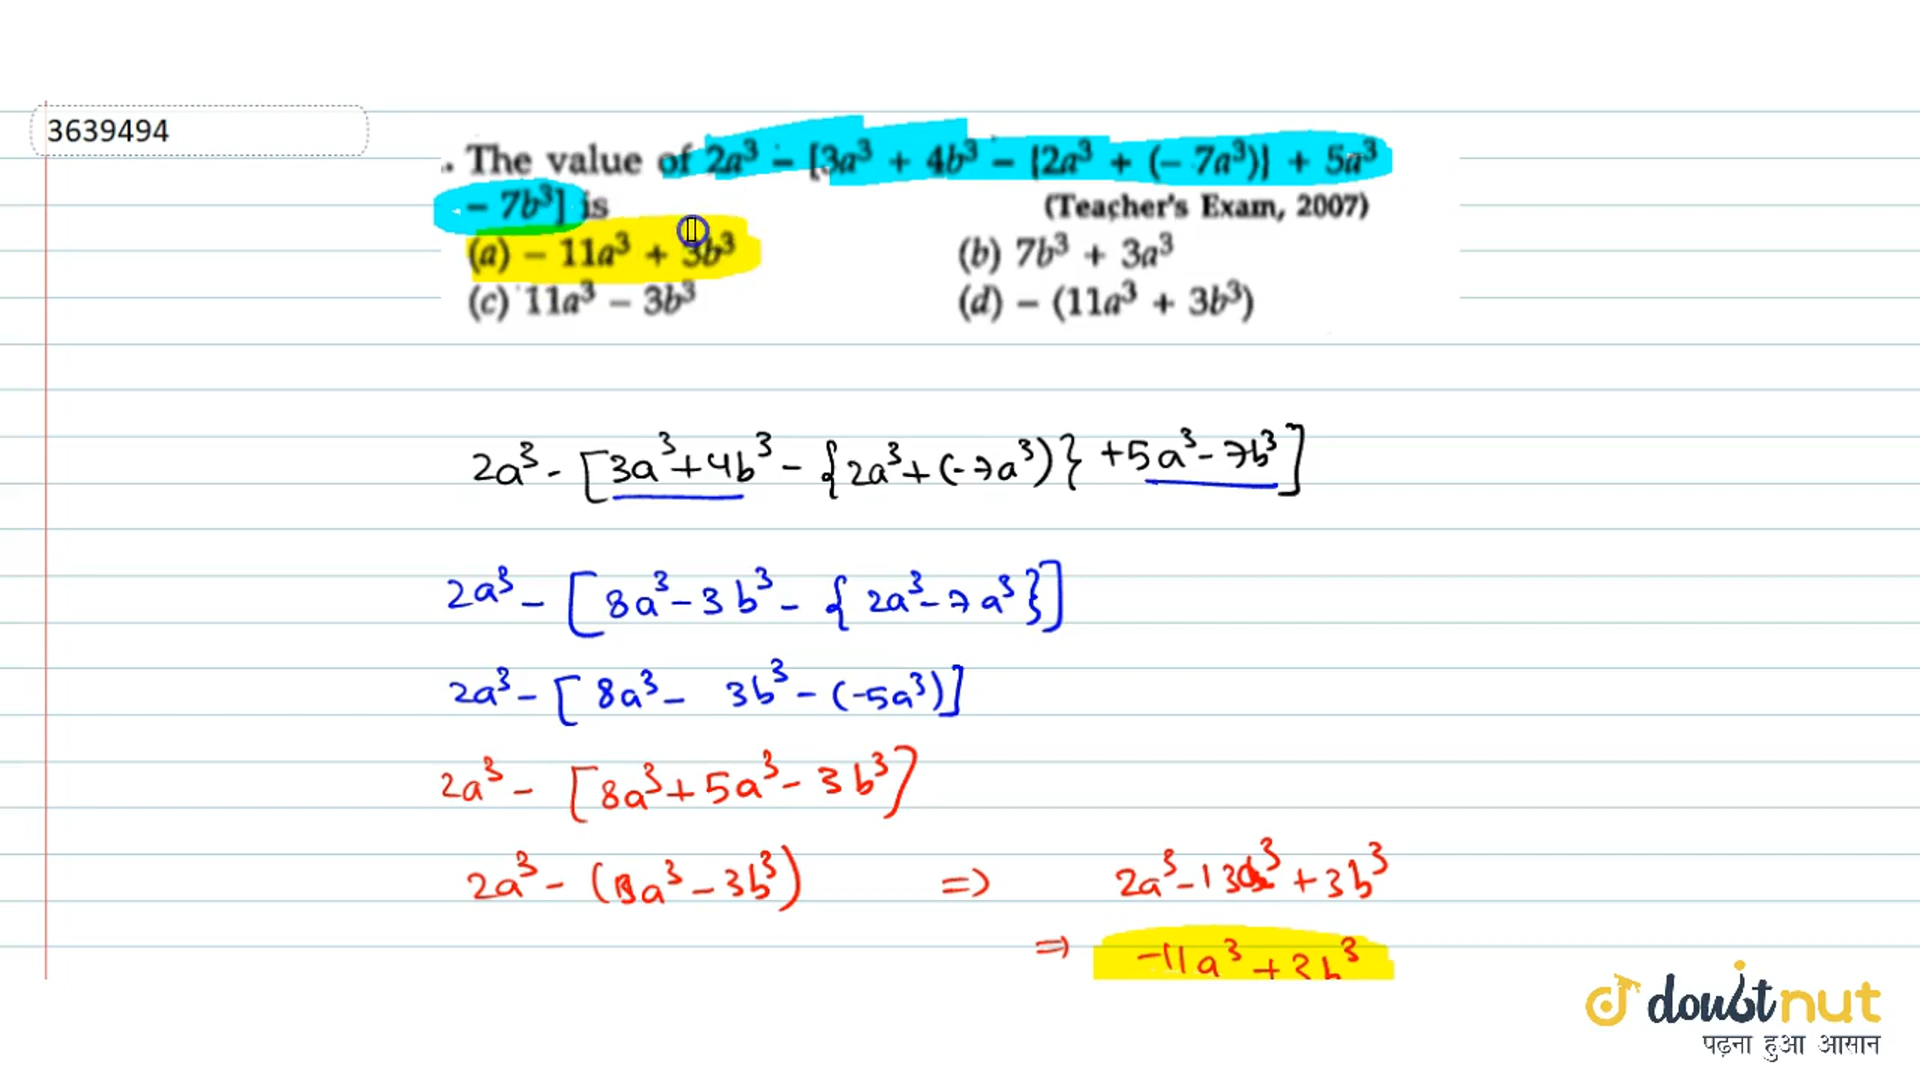 3639494
. The value of 2a³ – [3a³ + 4b³ – {2a³ + (– 7a³)} + 5a³
– 7b³] is (Teacher's Exam, 2007)
(a) – 11a³ + 3b³ (b) 7b³ + 3a³
(c) 11a³ – 3b³ (d) – (11a³ + 3b³)
2a³ - [3a³ + 4b³ - {2a³ + (-7a³)} + 5a³ - 7b³]
2a³ - [8a³ - 3b³ - {2a³ - 7a³}]
2a³ - [8a³ - 3b³ - (-5a³)]
2a³ - [8a³ + 5a³ - 3b³]
2a³ - (13a³ - 3b³) => 2a³ - 13a³ + 3b³
=> -11a³ + 3b³
doubtnut
पढ़ना हुआ आसान